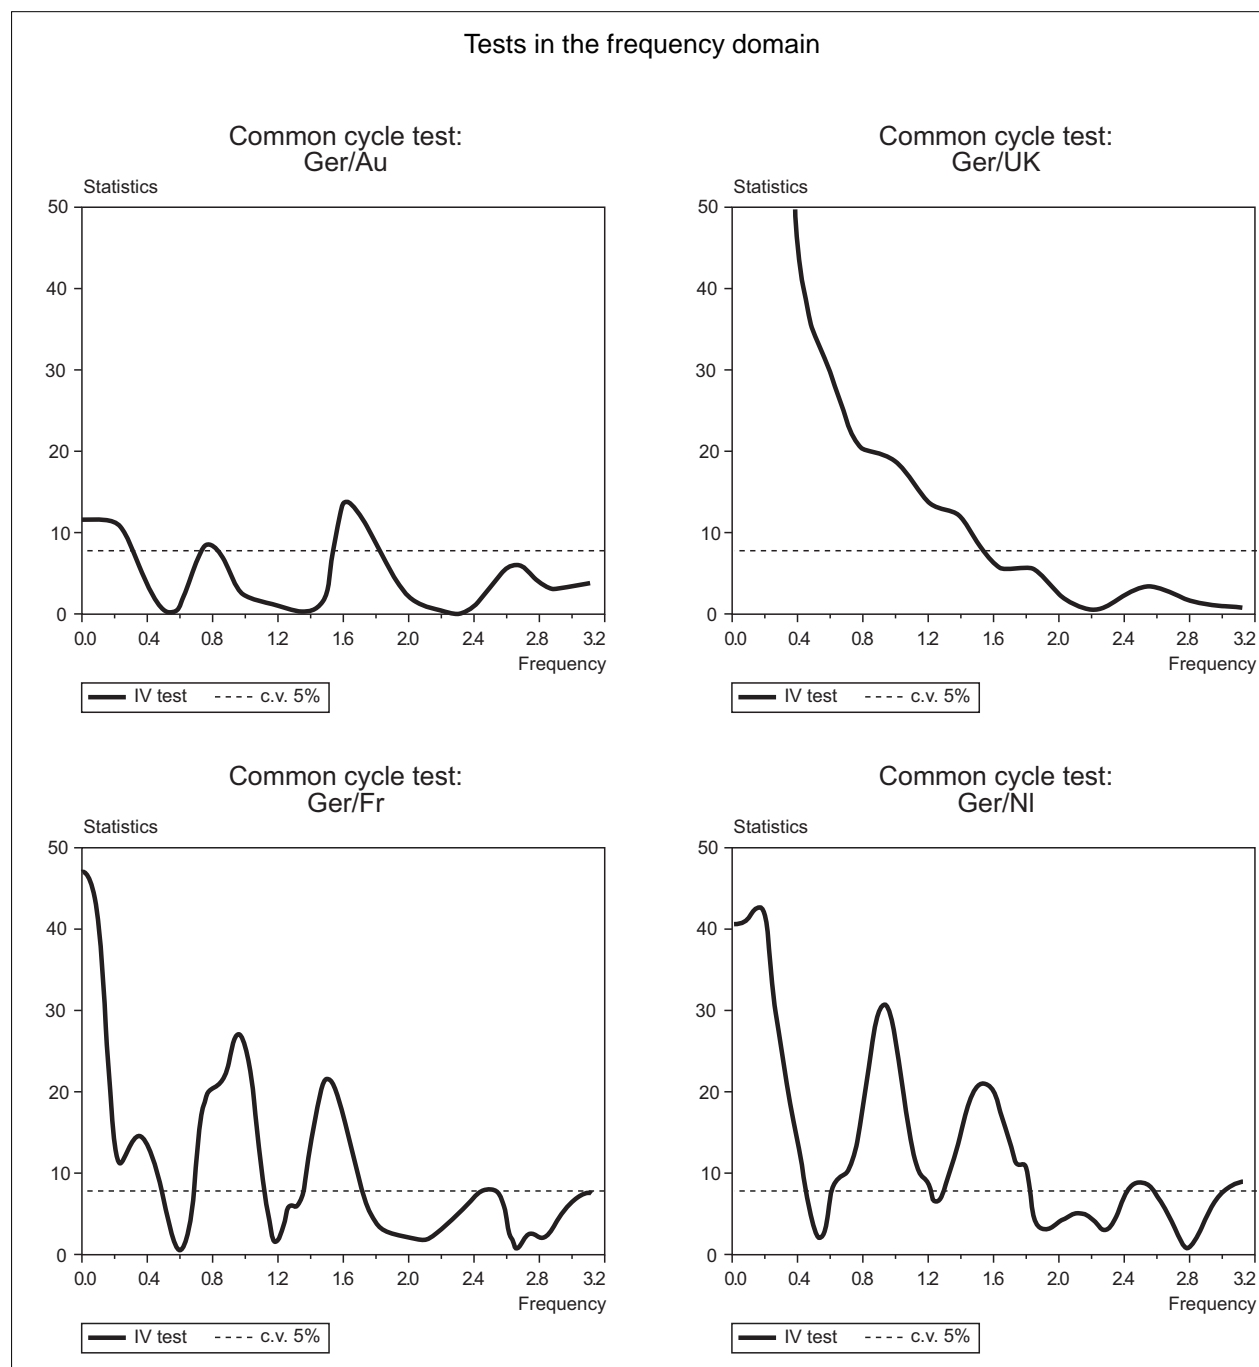 Tests in the frequency domain
Common cycle test:
Ger/Au
Statistics
50
40
30
20
10
0
0.0 0.4 0.8 1.2 1.6 2.0 2.4 2.8 3.2
Frequency
IV test c.v. 5%
Common cycle test:
Ger/UK
Statistics
50
40
30
20
10
0
0.0 0.4 0.8 1.2 1.6 2.0 2.4 2.8 3.2
Frequency
IV test c.v. 5%
Common cycle test:
Ger/Fr
Statistics
50
40
30
20
10
0
0.0 0.4 0.8 1.2 1.6 2.0 2.4 2.8 3.2
Frequency
IV test c.v. 5%
Common cycle test:
Ger/Nl
Statistics
50
40
30
20
10
0
0.0 0.4 0.8 1.2 1.6 2.0 2.4 2.8 3.2
Frequency
IV test c.v. 5%